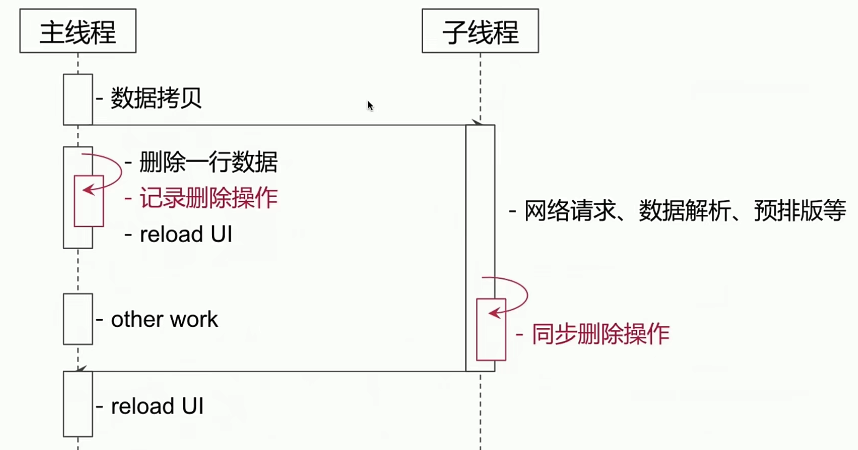 主线程
子线程
- 数据拷贝
- 删除一行数据
- 记录删除操作
- 网络请求、数据解析、预排版等
- reload UI
- other work
- 同步删除操作
- reload UI